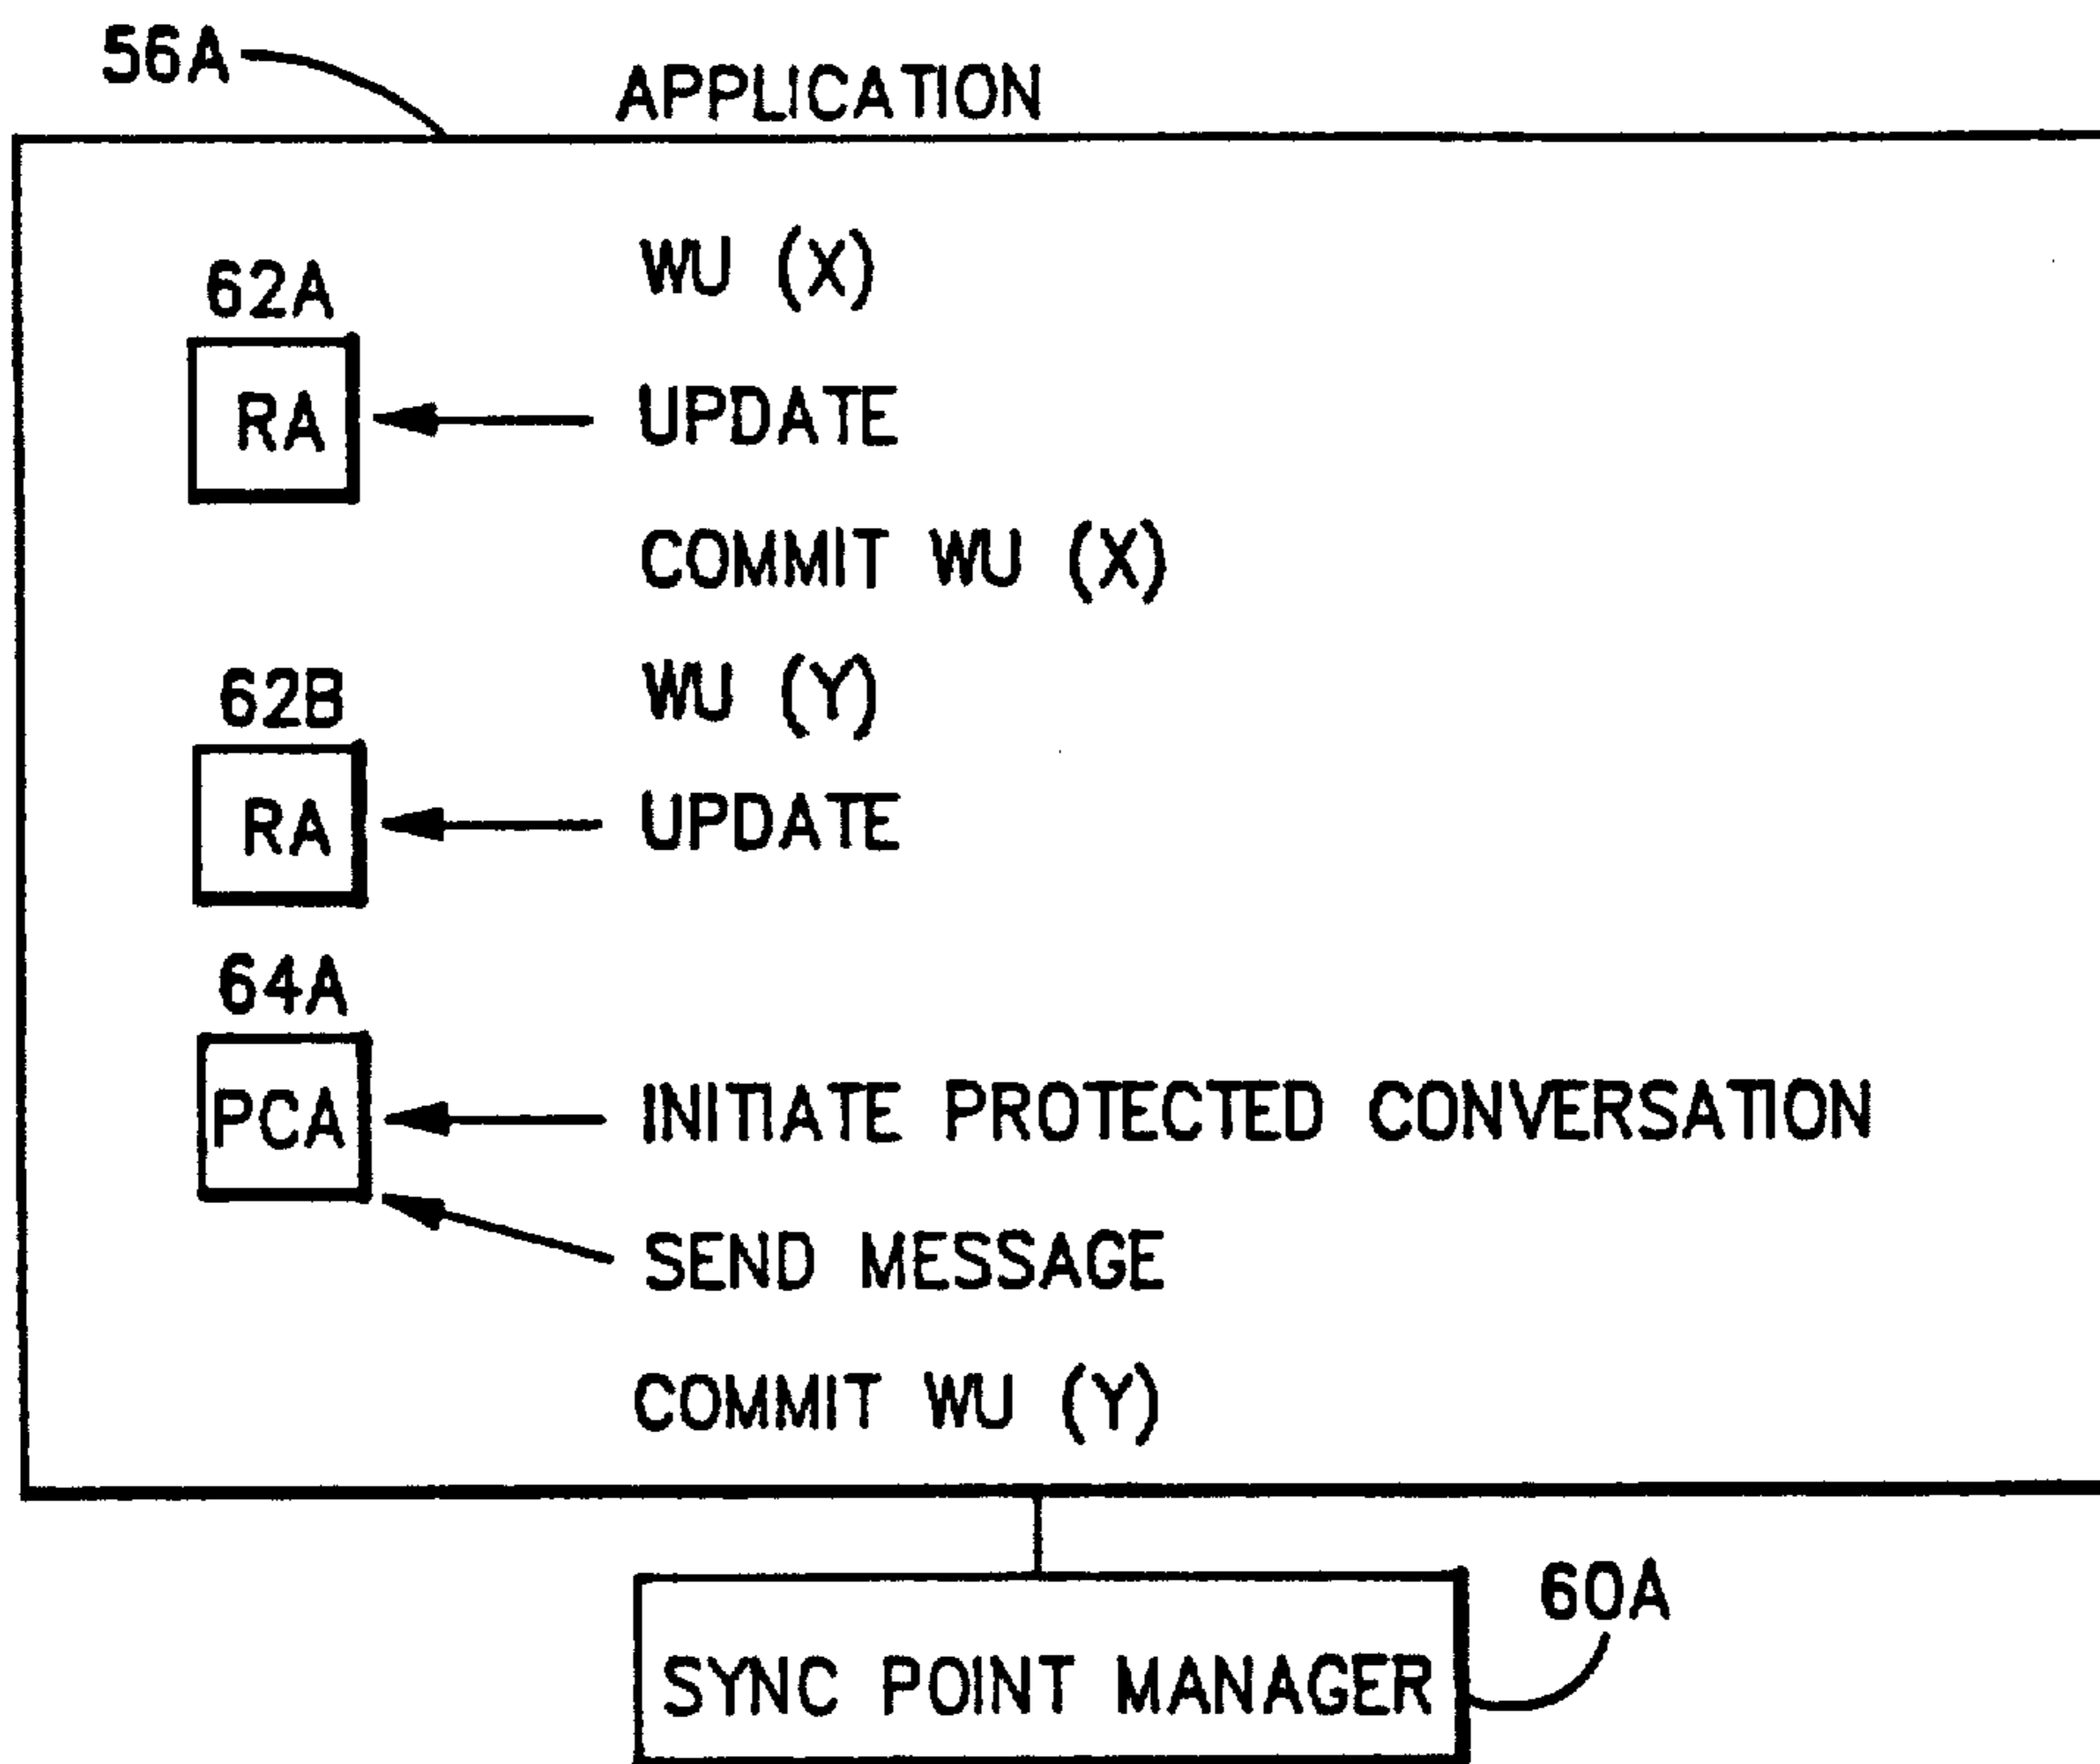 56A
APPLICATION
WU (X)
62A
RA
UPDATE
COMMIT WU (X)
WU (Y)
62B
RA
UPDATE
64A
PCA
INITIATE PROTECTED CONVERSATION
SEND MESSAGE
COMMIT WU (Y)
60A
SYNC POINT MANAGER